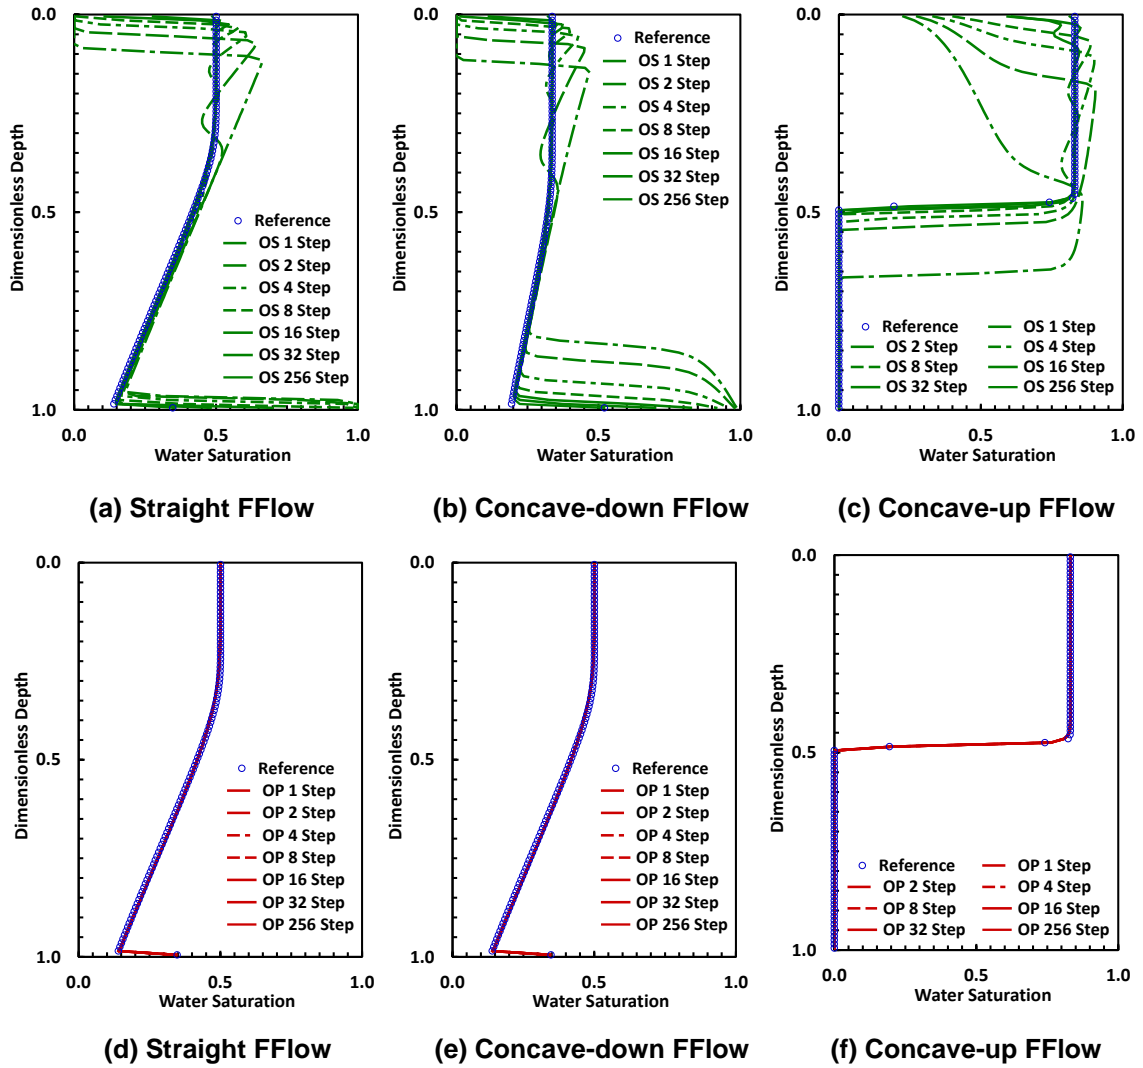 0.0
0.5
1.0
0.0
0.5
1.0
Dimensionless Depth
Water Saturation
Reference
OS 1 Step
OS 2 Step
OS 4 Step
OS 8 Step
OS 16 Step
OS 32 Step
OS 256 Step
(a) Straight FFlow
0.0
0.5
1.0
0.0
0.5
1.0
Dimensionless Depth
Water Saturation
Reference
OS 1 Step
OS 2 Step
OS 4 Step
OS 8 Step
OS 16 Step
OS 32 Step
OS 256 Step
(b) Concave-down FFlow
0.0
0.5
1.0
0.0
0.5
1.0
Dimensionless Depth
Water Saturation
Reference
OS 1 Step
OS 2 Step
OS 4 Step
OS 8 Step
OS 16 Step
OS 32 Step
OS 256 Step
(c) Concave-up FFlow
0.0
0.5
1.0
0.0
0.5
1.0
Dimensionless Depth
Water Saturation
Reference
OP 1 Step
OP 2 Step
OP 4 Step
OP 8 Step
OP 16 Step
OP 32 Step
OP 256 Step
(d) Straight FFlow
0.0
0.5
1.0
0.0
0.5
1.0
Dimensionless Depth
Water Saturation
Reference
OP 1 Step
OP 2 Step
OP 4 Step
OP 8 Step
OP 16 Step
OP 32 Step
OP 256 Step
(e) Concave-down FFlow
0.0
0.5
1.0
0.0
0.5
1.0
Dimensionless Depth
Water Saturation
Reference
OP 1 Step
OP 2 Step
OP 4 Step
OP 8 Step
OP 16 Step
OP 32 Step
OP 256 Step
(f) Concave-up FFlow